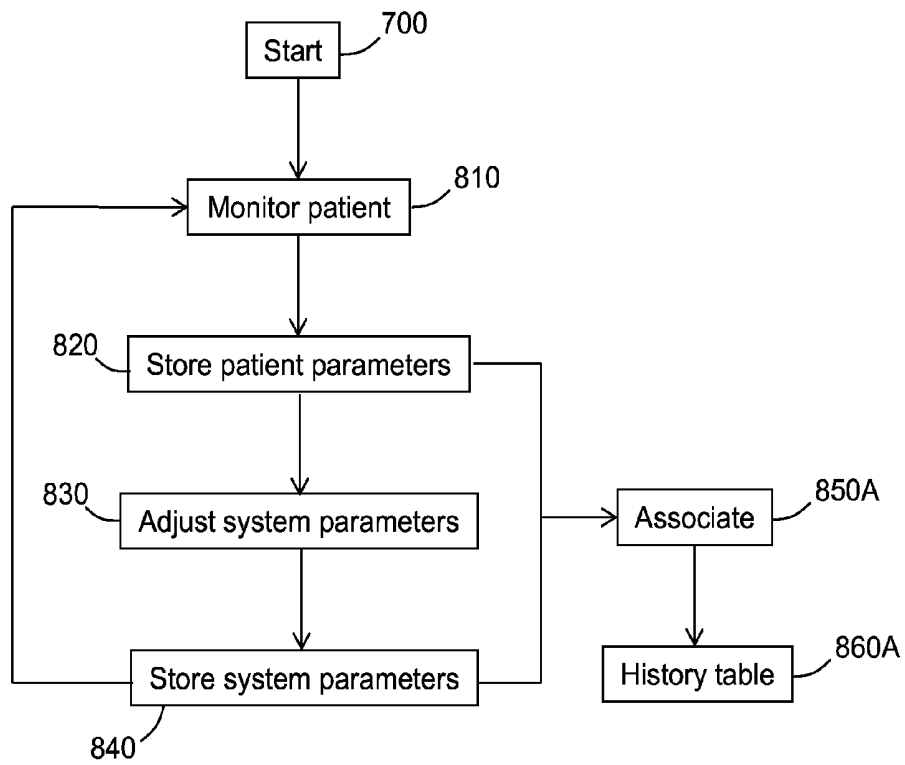 700
Start
810
Monitor patient
820
Store patient parameters
830
Adjust system parameters
850A
Associate
860A
History table
Store system parameters
840